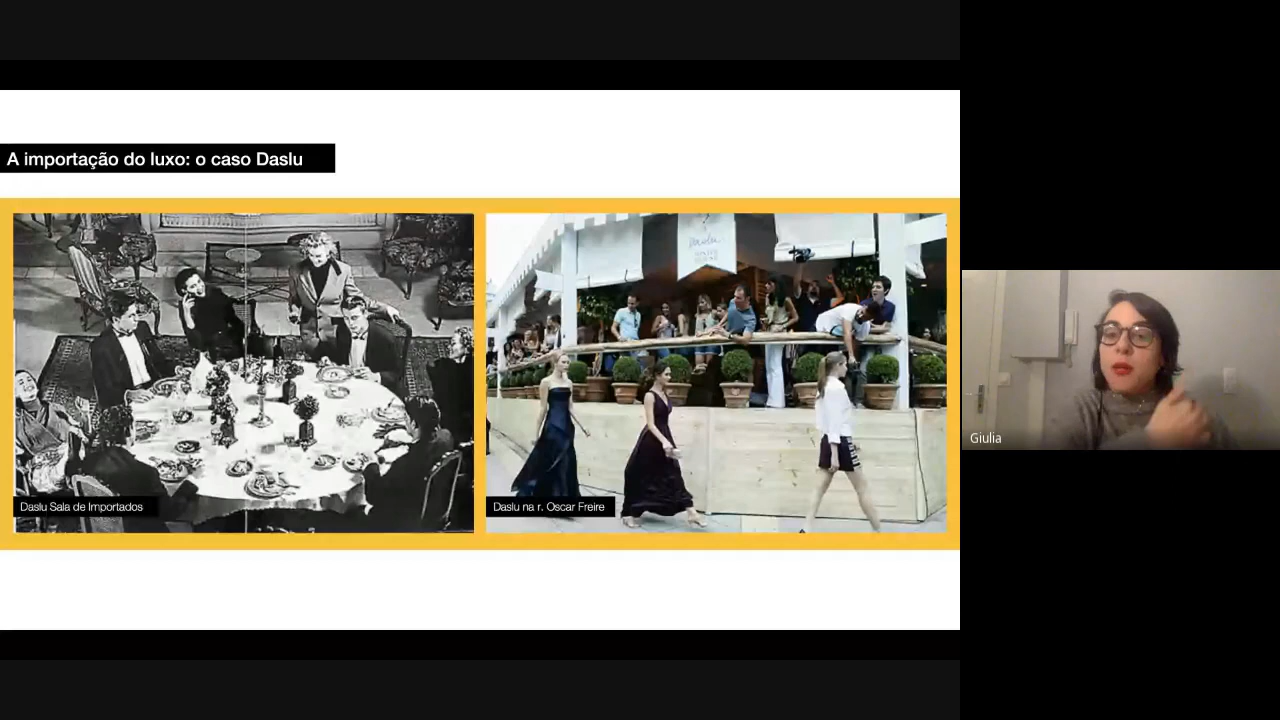 A importação do luxo: o caso Daslu
Daslu Sala de Importados
Daslu na r. Oscar Freire
Giulia